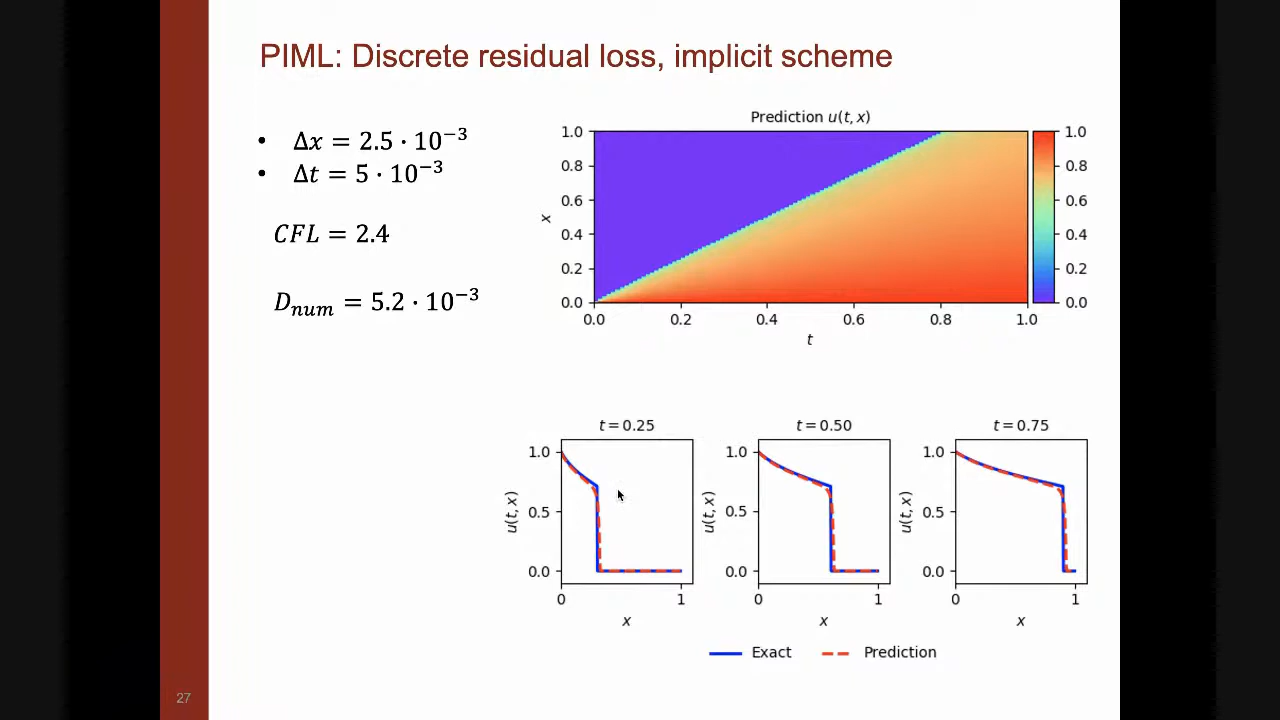 PIML: Discrete residual loss, implicit scheme
• Δx = 2.5 · 10⁻³
• Δt = 5 · 10⁻³
CFL = 2.4
D_num = 5.2 · 10⁻³
Prediction u(t, x)
1.0
0.8
0.6
0.4
0.2
0.0
x
0.0 0.2 0.4 0.6 0.8 1.0
t
1.0
0.8
0.6
0.4
0.2
0.0
t = 0.25
1.0
0.5
0.0
u(t, x)
0 1
x
t = 0.50
1.0
0.5
0.0
u(t, x)
0 1
x
t = 0.75
1.0
0.5
0.0
u(t, x)
0 1
x
Exact Prediction
27